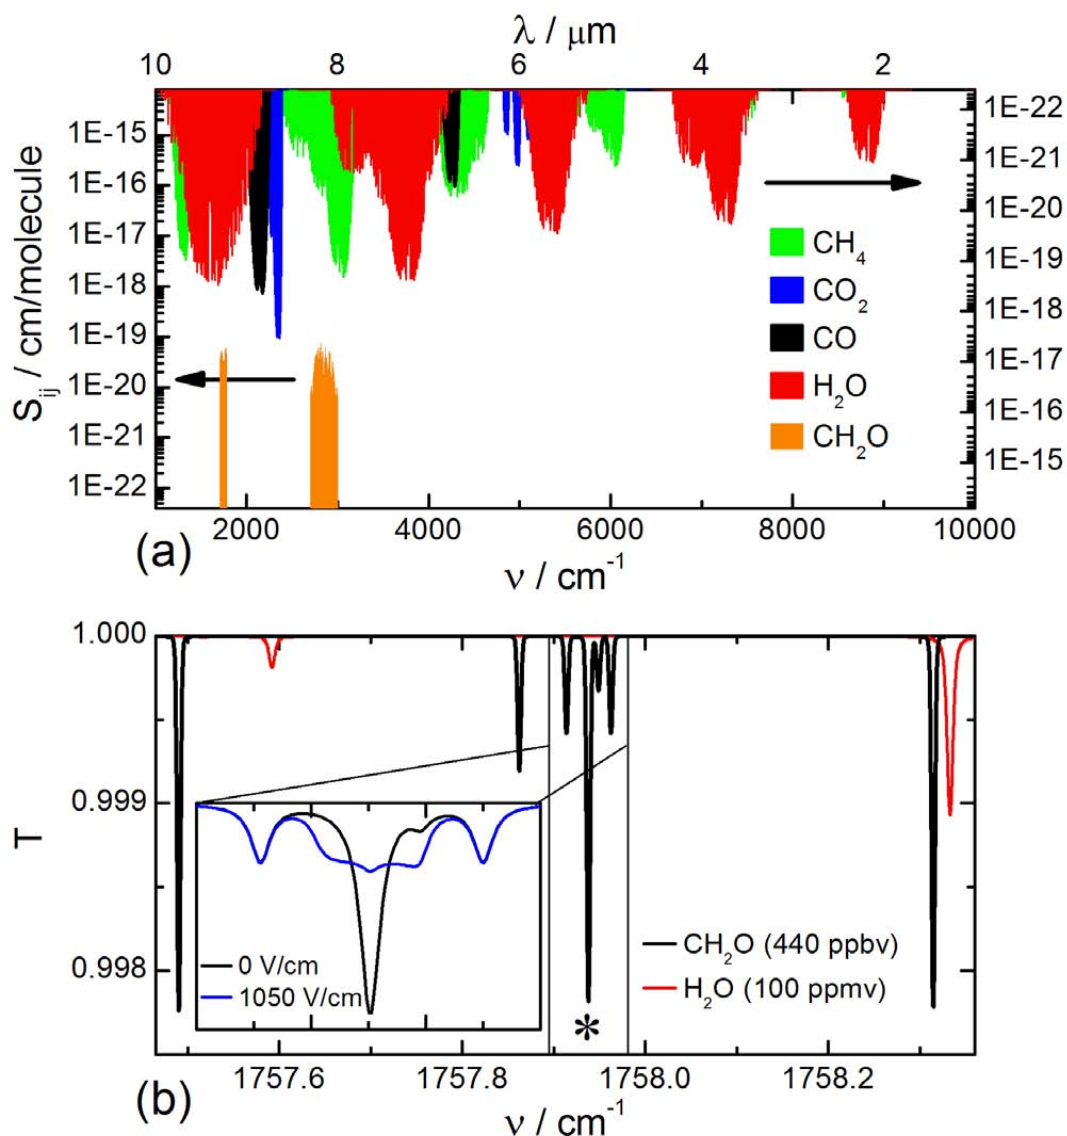 λ / μm
10 8 6 4 2
S_ij / cm/molecule
1E-15
1E-16
1E-17
1E-18
1E-19
1E-20
1E-21
1E-22
1E-22
1E-21
1E-20
1E-19
1E-18
1E-17
1E-16
1E-15
CH₄
CO₂
CO
H₂O
CH₂O
2000 4000 6000 8000 10000
(a)
ν / cm⁻¹
1.000
0.999
0.998
T
0 V/cm
1050 V/cm
*
CH₂O (440 ppbv)
H₂O (100 ppmv)
1757.6 1757.8 1758.0 1758.2
(b)
ν / cm⁻¹